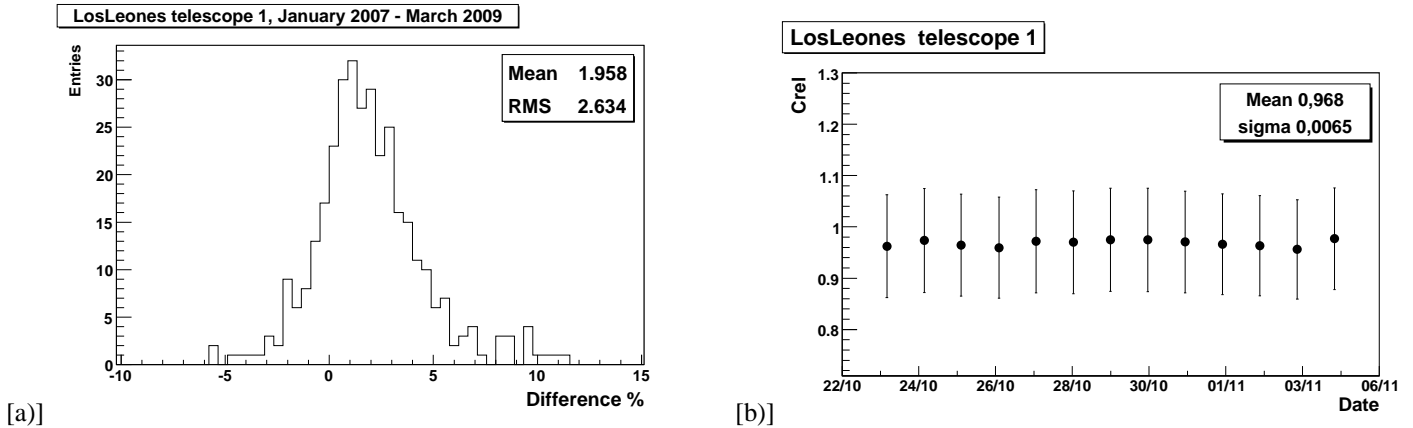 LosLeones telescope 1, January 2007 - March 2009
Entries
Mean 1.958
RMS 2.634
30
25
20
15
10
5
0
-10 -5 0 5 10 15
Difference %
[a)]
LosLeones telescope 1
Crel
Mean 0,968
sigma 0,0065
1.3
1.2
1.1
1
0.9
0.8
22/10 24/10 26/10 28/10 30/10 01/11 03/11 06/11
Date
[b)]